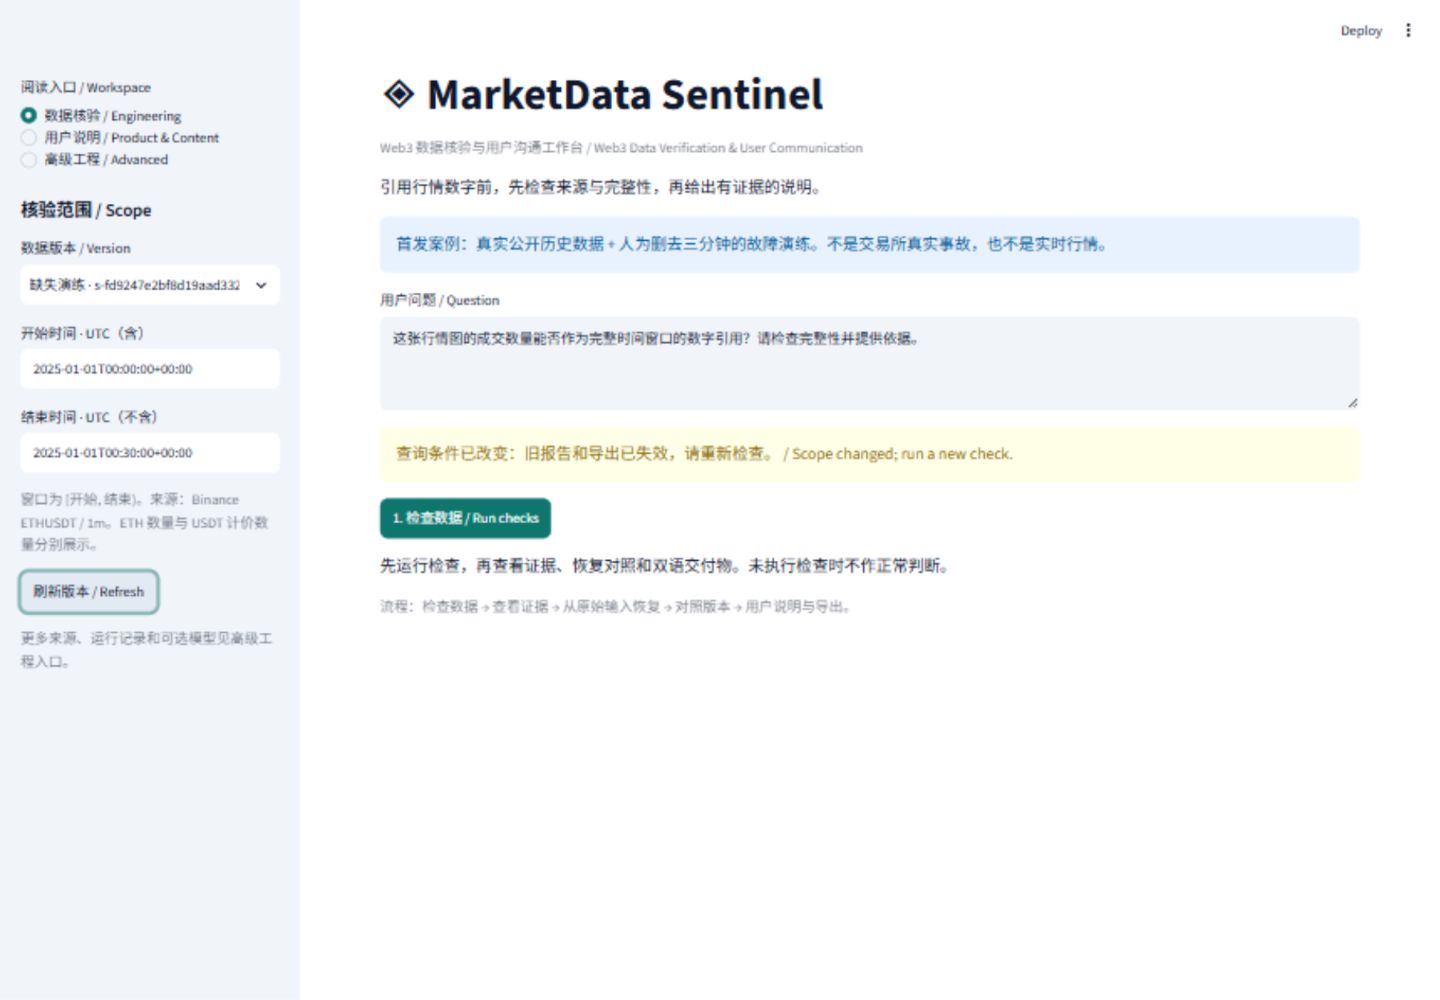 Deploy
阅读入口 / Workspace
数据核验 / Engineering
用户说明 / Product & Content
高级工程 / Advanced
核验范围 / Scope
数据版本 / Version
缺失演练 · s-fd9247e2bf8d19aad332
开始时间 · UTC（含）
2025-01-01T00:00:00+00:00
结束时间 · UTC（不含）
2025-01-01T00:30:00+00:00
窗口为 [开始, 结束)。来源：Binance
ETHUSDT / 1m。ETH 数量与 USDT 计价数
量分别展示。
刷新版本 / Refresh
更多来源、运行记录和可选模型见高级工
程入口。
MarketData Sentinel
Web3 数据核验与用户沟通工作台 / Web3 Data Verification & User Communication
引用行情数字前，先检查来源与完整性，再给出有证据的说明。
首发案例：真实公开历史数据 + 人为删去三分钟的故障演练。不是交易所真实事故，也不是实时行情。
用户问题 / Question
这张行情图的成交数量能否作为完整时间窗口的数字引用？请检查完整性并提供依据。
查询条件已改变：旧报告和导出已失效，请重新检查。 / Scope changed; run a new check.
1. 检查数据 / Run checks
先运行检查，再查看证据、恢复对照和双语交付物。未执行检查时不作正常判断。
流程：检查数据 → 查看证据 → 从原始输入恢复 → 对照版本 → 用户说明与导出。